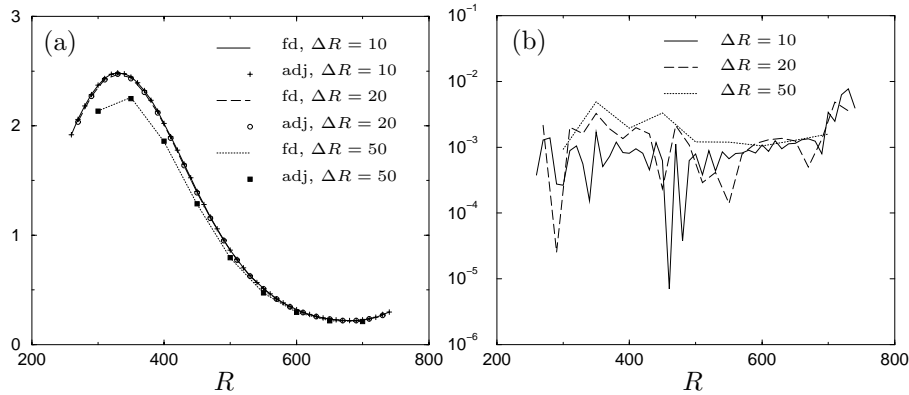 (a)
fd, ΔR = 10
adj, ΔR = 10
fd, ΔR = 20
adj, ΔR = 20
fd, ΔR = 50
adj, ΔR = 50
3
2
1
0
200
400
600
800
R
(b)
ΔR = 10
ΔR = 20
ΔR = 50
10⁻¹
10⁻²
10⁻³
10⁻⁴
10⁻⁵
10⁻⁶
200
400
600
800
R